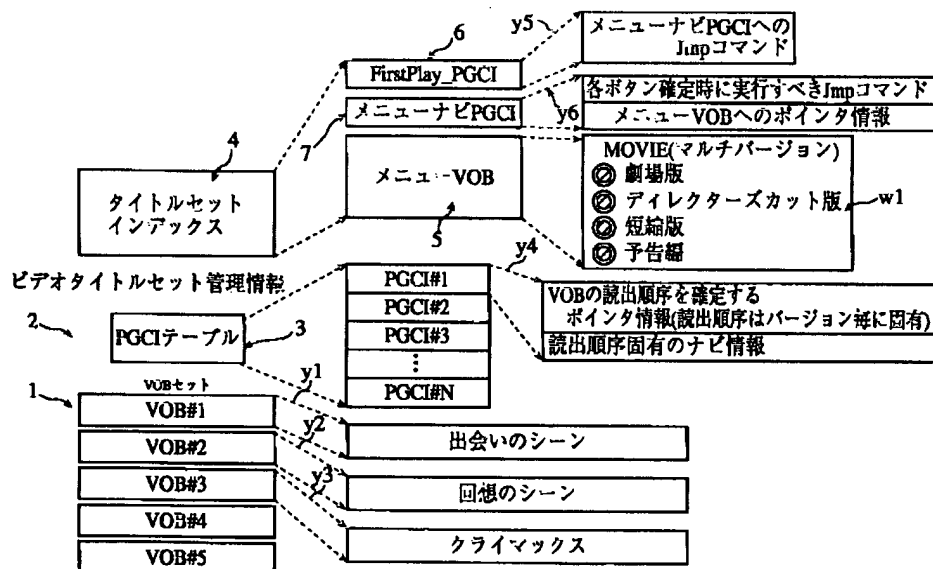 y5
メニューナビPGCIへの
Jmpコマンド
6
FirstPlay_PGCI
y6
各ボタン確定時に実行すべきJmpコマンド
メニューVOBへのポインタ情報
7
メニューナビPGCI
4
タイトルセット
インデックス
メニューVOB
5
MOVIE(マルチバージョン)
劇場版
ディレクターズカット版
短縮版
予告編
w1
y4
ビデオタイトルセット管理情報
2
PGCIテーブル
3
PGCI#1
PGCI#2
PGCI#3
⋮
PGCI#N
VOBの読出順序を確定する
ポインタ情報(読出順序はバージョン毎に固有)
読出順序固有のナビ情報
1
VOBセット
VOB#1
VOB#2
VOB#3
VOB#4
VOB#5
y1
出会いのシーン
y2
回想のシーン
y3
クライマックス